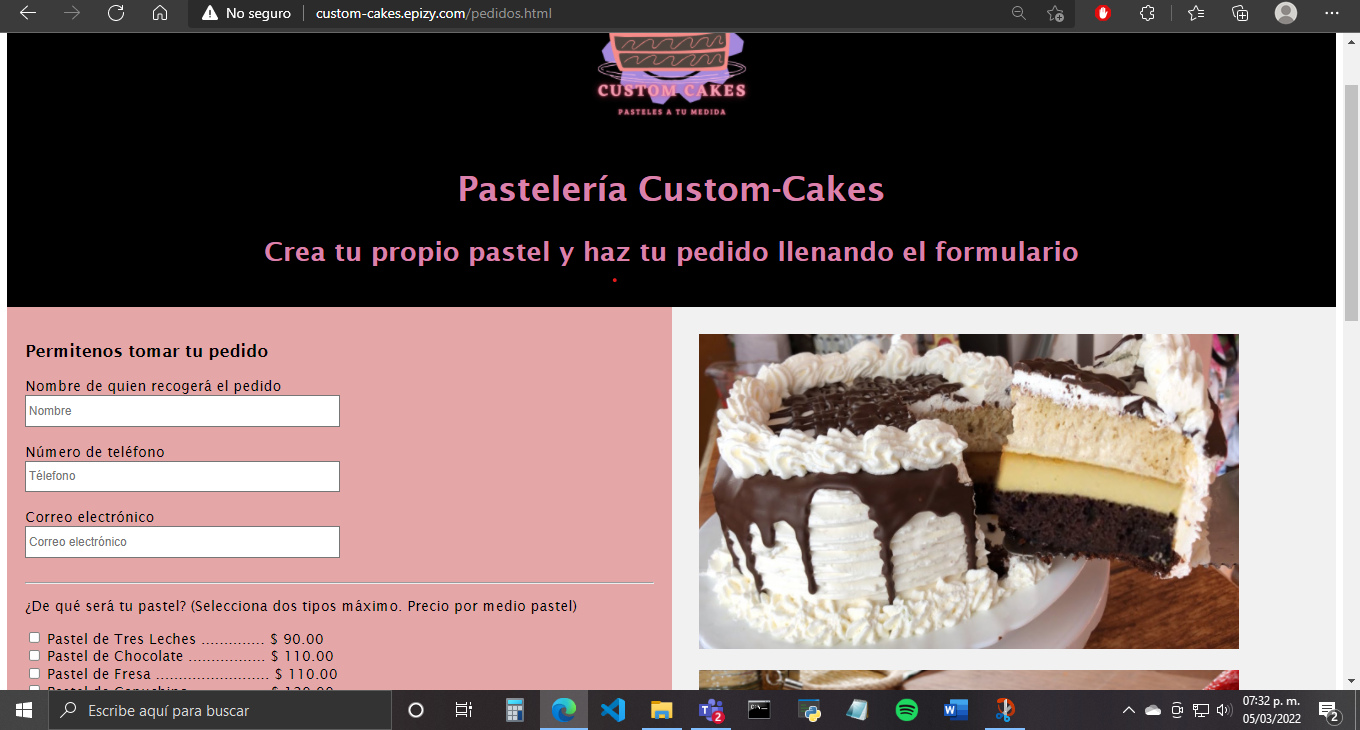 No seguro
custom-cakes.epizy.com/pedidos.html
CUSTOM CAKES
PASTELES A TU MEDIDA
Pastelería Custom-Cakes
Crea tu propio pastel y haz tu pedido llenando el formulario
Permitenos tomar tu pedido
Nombre de quien recogerá el pedido
Nombre
Número de teléfono
Télefono
Correo electrónico
Correo electrónico
¿De qué será tu pastel? (Selecciona dos tipos máximo. Precio por medio pastel)
Pastel de Tres Leches .............. $ 90.00
Pastel de Chocolate ................. $ 110.00
Pastel de Fresa ......................... $ 110.00
Escribe aquí para buscar
2
07:32 p. m.
05/03/2022
2